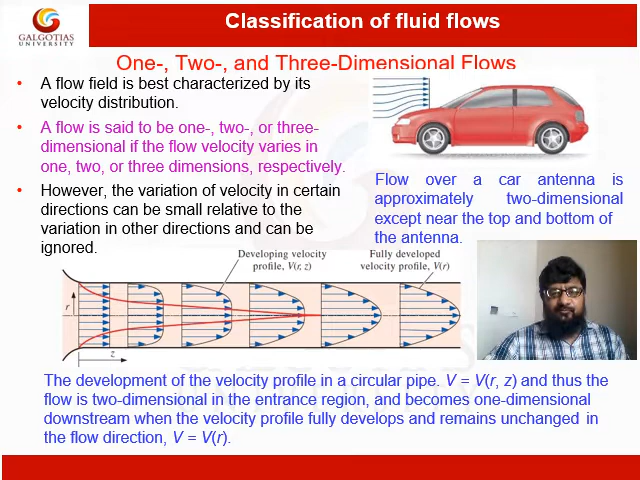 GALGOTIAS
UNIVERSITY
Classification of fluid flows
One-, Two-, and Three-Dimensional Flows
• A flow field is best characterized by its
velocity distribution.
• A flow is said to be one-, two-, or three-
dimensional if the flow velocity varies in
one, two, or three dimensions, respectively.
• However, the variation of velocity in certain
directions can be small relative to the
variation in other directions and can be
ignored.
Flow over a car antenna is
approximately two-dimensional
except near the top and bottom of
the antenna.
Developing velocity
profile, V(r, z)
Fully developed
velocity profile, V(r)
r
z
The development of the velocity profile in a circular pipe. V = V(r, z) and thus the
flow is two-dimensional in the entrance region, and becomes one-dimensional
downstream when the velocity profile fully develops and remains unchanged in
the flow direction, V = V(r).